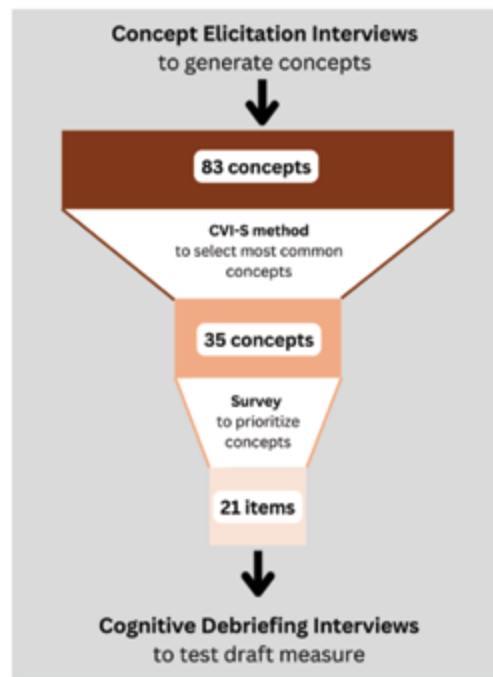 Concept Elicitation Interviews
to generate concepts
83 concepts
CVI-S method
to select most common
concepts
35 concepts
Survey
to prioritize
concepts
21 items
Cognitive Debriefing Interviews
to test draft measure